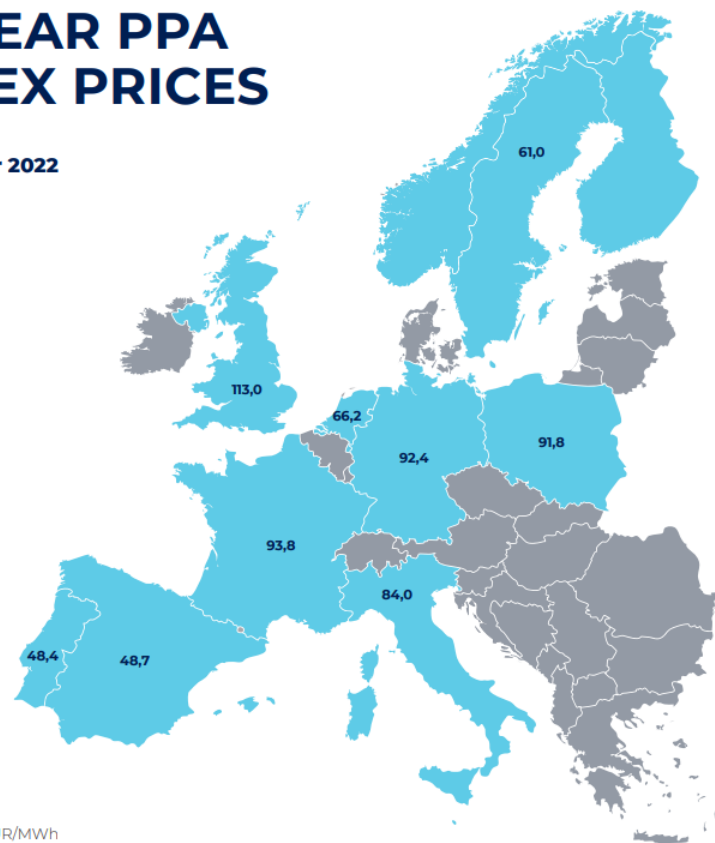 EAR PPA
EX PRICES
r 2022
61,0
113,0
66,2
92,4
91,8
93,8
84,0
48,4
48,7
R/MWh